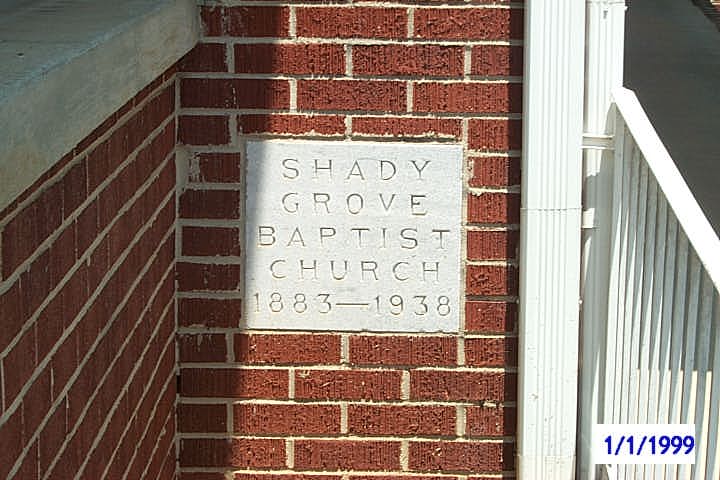 SHADY
GROVE
BAPTIST
CHURCH
1883—1938
1/1/1999